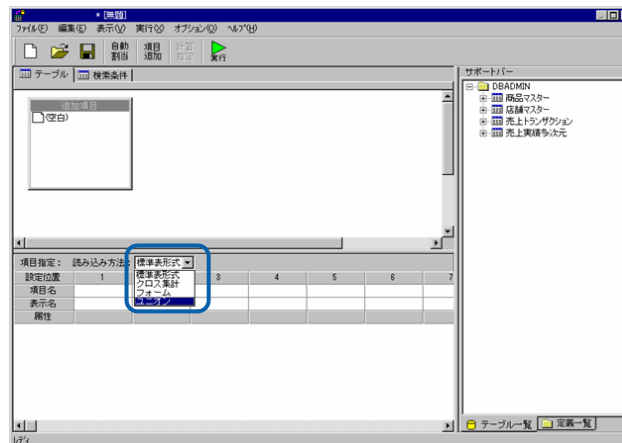 * [無題]
ファイル(F) 編集(E) 表示(V) 実行(X) オプション(O) ヘルプ(H)
自動割当 項目追加 計算指定 実行
テーブル 検索条件
サポートバー
追加項目
(空白)
DBADMIN
商品マスター
店舗マスター
売上トランザクション
売上実績多次元
項目指定: 読み込み方法: 標準表形式
標準表形式
クロス集計
フォーム
ユニオン
設定位置 1 3 4 5 6 7
項目名
表示名
属性
テーブル一覧 定義一覧
レディ